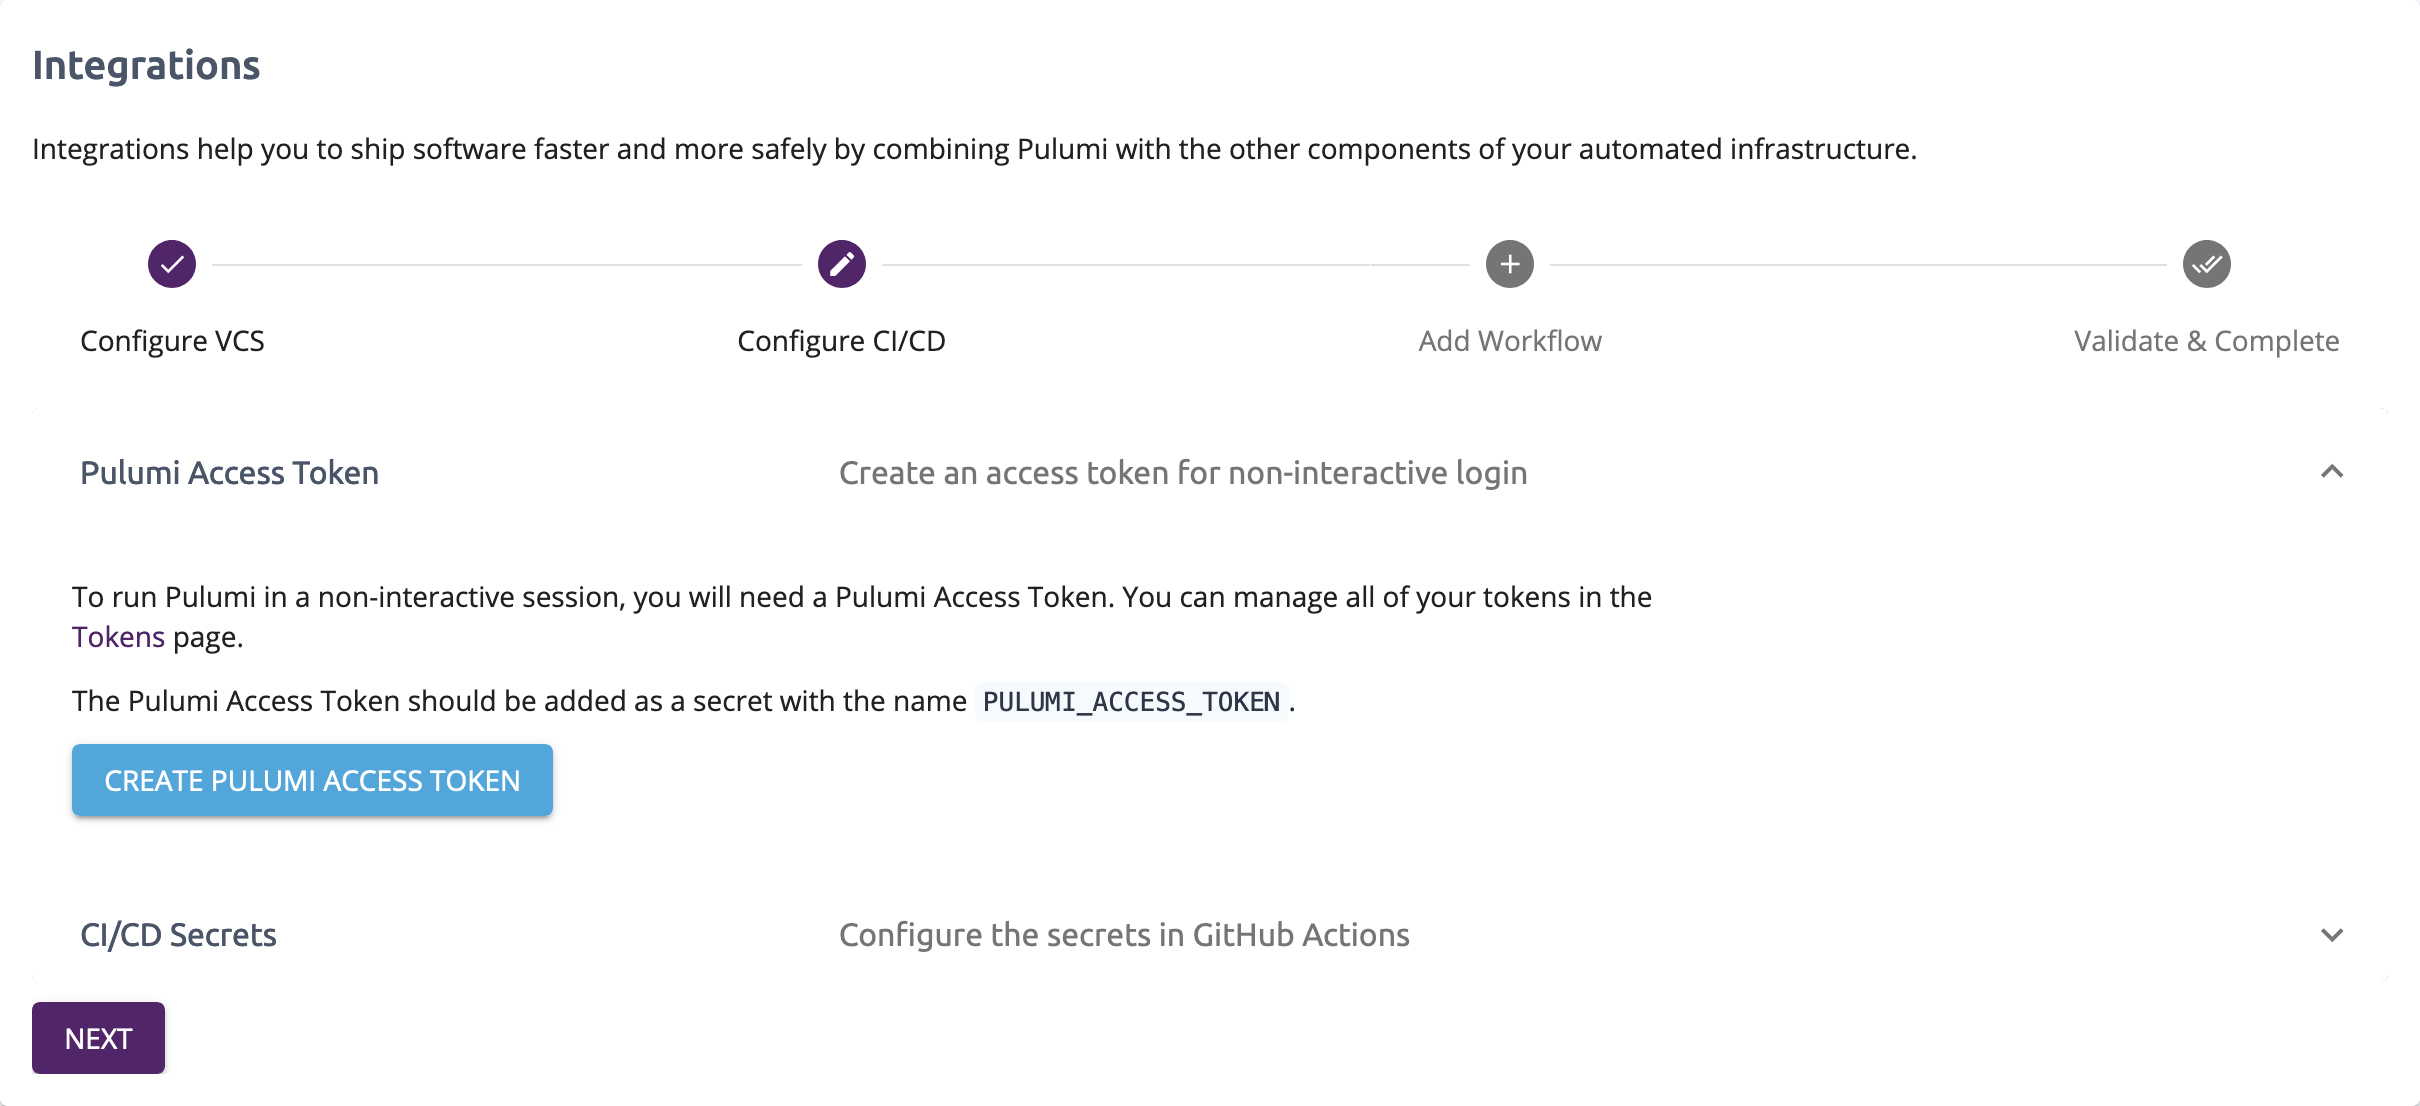 Integrations
Integrations help you to ship software faster and more safely by combining Pulumi with the other components of your automated infrastructure.
Configure VCS
Configure CI/CD
Add Workflow
Validate & Complete
Pulumi Access Token
Create an access token for non-interactive login
To run Pulumi in a non-interactive session, you will need a Pulumi Access Token. You can manage all of your tokens in the
Tokens page.
The Pulumi Access Token should be added as a secret with the name PULUMI_ACCESS_TOKEN.
CREATE PULUMI ACCESS TOKEN
CI/CD Secrets
Configure the secrets in GitHub Actions
NEXT